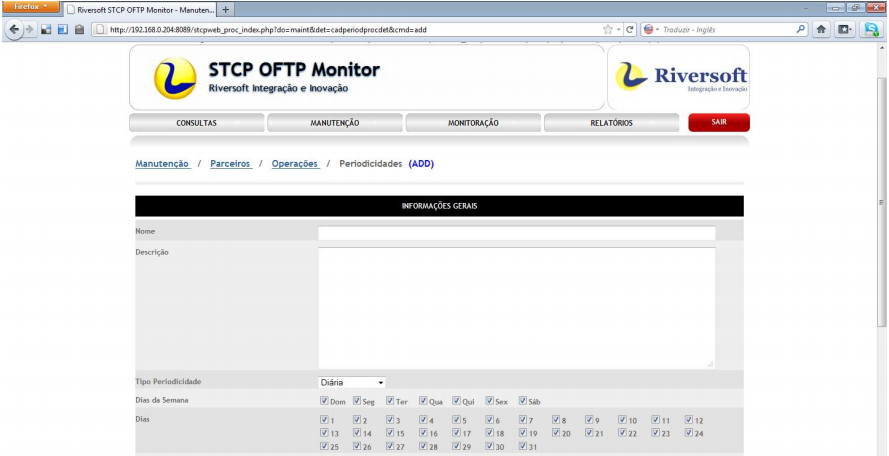 Firefox
Riversoft STCP OFTP Monitor - Manuten... +
http://192.168.0.204:8089/stcpweb_proc_index.php?do=maint&det=cadperiodprocdet&cmd=add
Traduzir - Inglês
STCP OFTP Monitor
Riversoft Integração e Inovação
Riversoft
Integração e Inovação
CONSULTAS MANUTENÇÃO MONITORAÇÃO RELATÓRIOS SAIR
Manutenção / Parceiros / Operações / Periodicidades (ADD)
INFORMAÇÕES GERAIS
Nome
Descrição
Tipo Periodicidade Diária
Dias da Semana Dom Seg Ter Qua Qui Sex Sáb
Dias 1 2 3 4 5 6 7 8 9 10 11 12
13 14 15 16 17 18 19 20 21 22 23 24
25 26 27 28 29 30 31